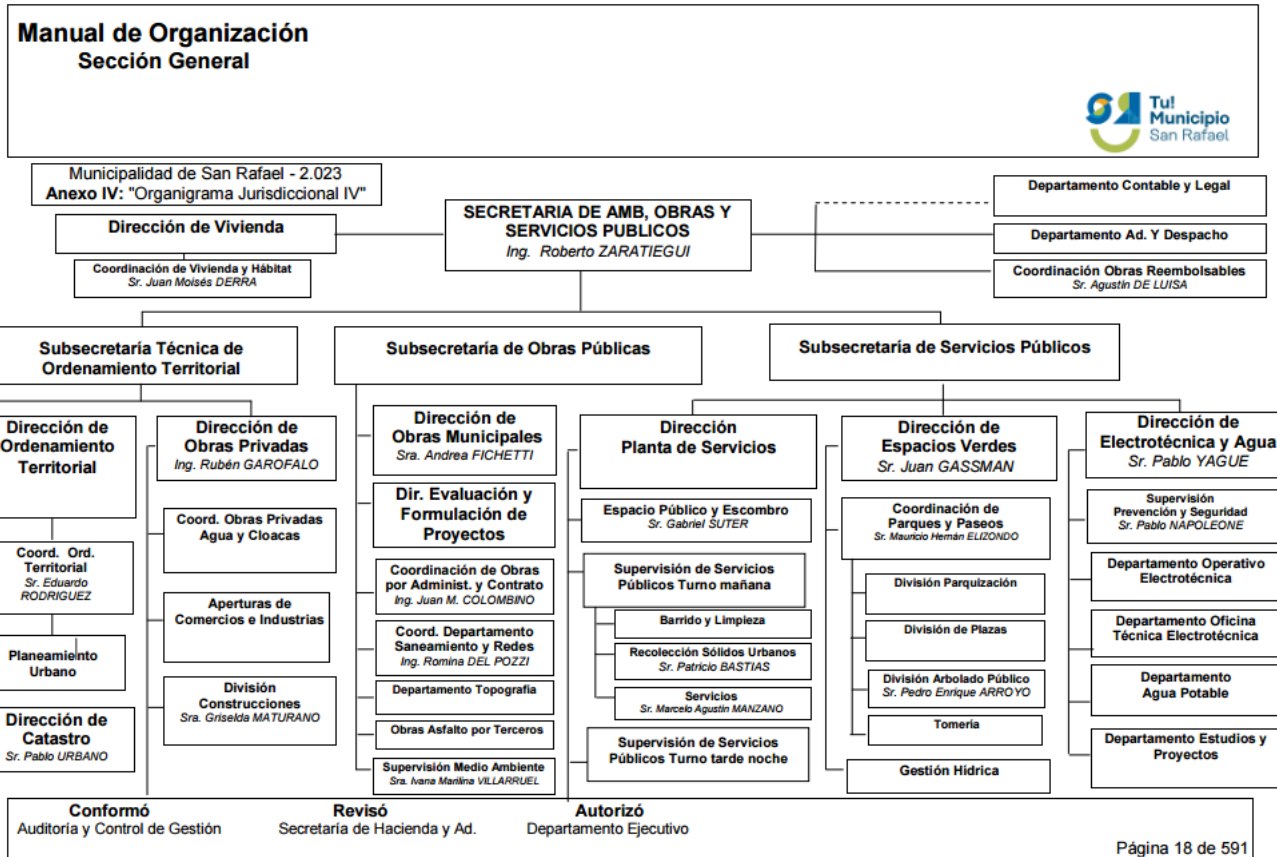 Manual de Organización
Sección General
Tu!
Municipio
San Rafael
Municipalidad de San Rafael - 2.023
Anexo IV: "Organigrama Jurisdiccional IV"
Dirección de Vivienda
Coordinación de Vivienda y Hábitat
Sr. Juan Moisés DERRA
SECRETARIA DE AMB, OBRAS Y
SERVICIOS PUBLICOS
Ing. Roberto ZARATIEGUI
Departamento Contable y Legal
Departamento Ad. Y Despacho
Coordinación Obras Reembolsables
Sr. Agustín DE LUISA
Subsecretaría Técnica de
Ordenamiento Territorial
Subsecretaría de Obras Públicas
Subsecretaría de Servicios Públicos
Dirección de
Ordenamiento
Territorial
Coord. Ord.
Territorial
Sr. Eduardo
RODRIGUEZ
Planeamiento
Urbano
Dirección de
Catastro
Sr. Pablo URBANO
Dirección de
Obras Privadas
Ing. Rubén GAROFALO
Coord. Obras Privadas
Agua y Cloacas
Aperturas de
Comercios e Industrias
División
Construcciones
Sra. Griselda MATURANO
Dirección de
Obras Municipales
Sra. Andrea FICHETTI
Dir. Evaluación y
Formulación de
Proyectos
Coordinación de Obras
por Administ. y Contrato
Ing. Juan M. COLOMBINO
Coord. Departamento
Saneamiento y Redes
Ing. Romina DEL POZZI
Departamento Topografía
Obras Asfalto por Terceros
Supervisión Medio Ambiente
Sra. Ivana Marilina VILLARRUEL
Dirección
Planta de Servicios
Espacio Público y Escombro
Sr. Gabriel SUTER
Supervisión de Servicios
Públicos Turno mañana
Barrido y Limpieza
Recolección Sólidos Urbanos
Sr. Patricio BASTIAS
Servicios
Sr. Marcelo Agustin MANZANO
Supervisión de Servicios
Públicos Turno tarde noche
Dirección de
Espacios Verdes
Sr. Juan GASSMAN
Coordinación de
Parques y Paseos
Sr. Mauricio Hernán ELIZONDO
División Parquización
División de Plazas
División Arbolado Público
Sr. Pedro Enrique ARROYO
Tomería
Gestión Hídrica
Dirección de
Electrotécnica y Agua
Sr. Pablo YAGUE
Supervisión
Prevención y Seguridad
Sr. Pablo NAPOLEONE
Departamento Operativo
Electrotécnica
Departamento Oficina
Técnica Electrotécnica
Departamento
Agua Potable
Departamento Estudios y
Proyectos
Conformó
Auditoría y Control de Gestión
Revisó
Secretaría de Hacienda y Ad.
Autorizó
Departamento Ejecutivo
Página 18 de 591